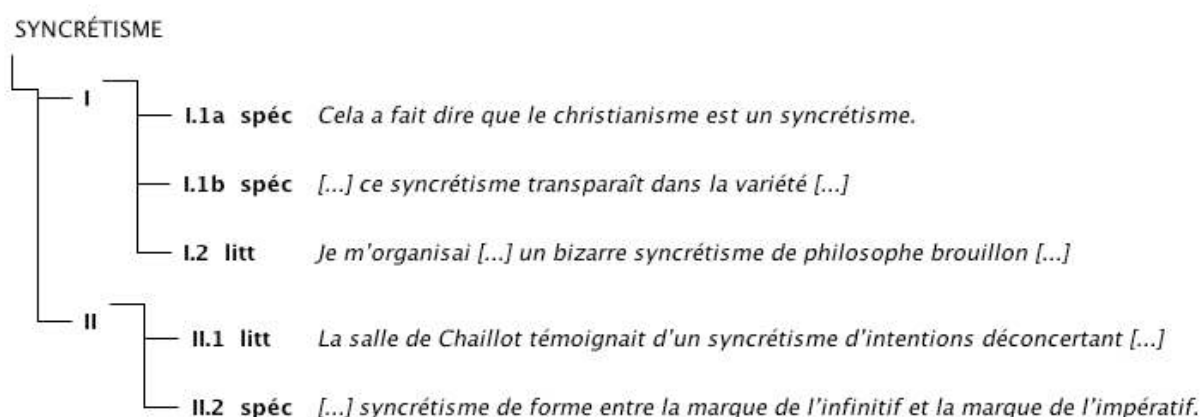 SYNCRÉTISME
I
I.1a spéc Cela a fait dire que le christianisme est un syncrétisme.
I.1b spéc [...] ce syncrétisme transparaît dans la variété [...]
I.2 litt Je m'organisai [...] un bizarre syncrétisme de philosophe brouillon [...]
II
II.1 litt La salle de Chaillot témoignait d'un syncrétisme d'intentions déconcertant [...]
II.2 spéc [...] syncrétisme de forme entre la marque de l'infinitif et la marque de l'impératif